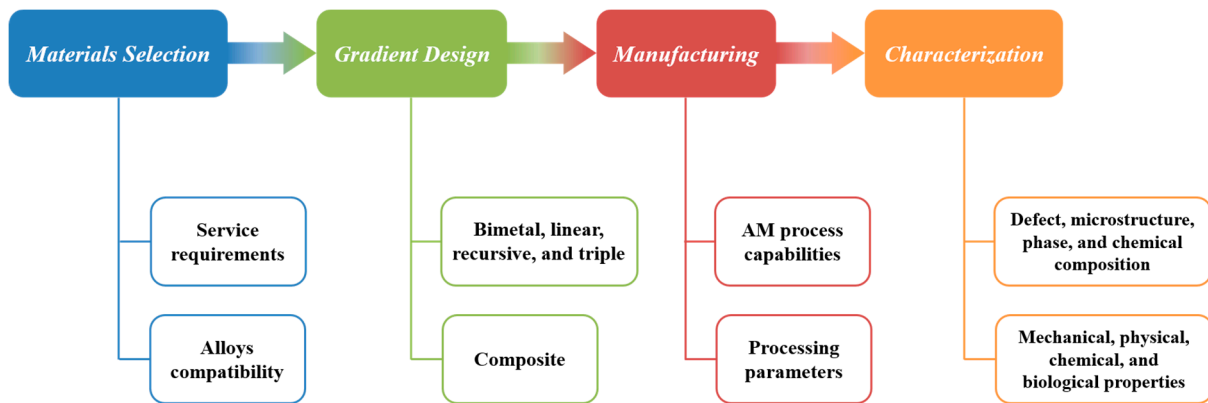 Materials Selection
Gradient Design
Manufacturing
Characterization
Service
requirements
Alloys
compatibility
Bimetal, linear,
recursive, and triple
Composite
AM process
capabilities
Processing
parameters
Defect, microstructure,
phase, and chemical
composition
Mechanical, physical,
chemical, and
biological properties